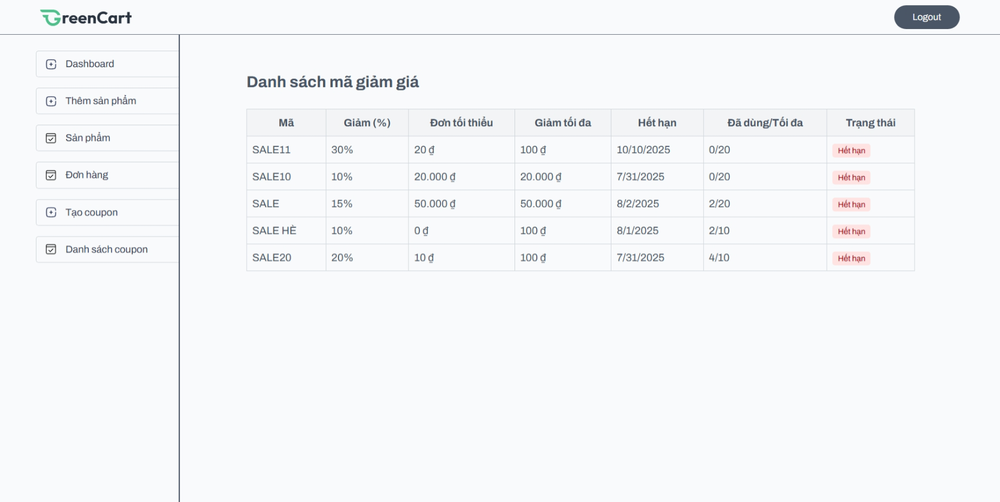 GreenCart
Logout
Dashboard
Thêm sản phẩm
Sản phẩm
Đơn hàng
Tạo coupon
Danh sách coupon
Danh sách mã giảm giá
Mã Giảm (%) Đơn tối thiểu Giảm tối đa Hết hạn Đã dùng/Tối đa Trạng thái
SALE11 30% 20 ₫ 100 ₫ 10/10/2025 0/20 Hết hạn
SALE10 10% 20.000 ₫ 20.000 ₫ 7/31/2025 0/20 Hết hạn
SALE 15% 50.000 ₫ 50.000 ₫ 8/2/2025 2/20 Hết hạn
SALE HÈ 10% 0 ₫ 100 ₫ 8/1/2025 2/10 Hết hạn
SALE20 20% 10 ₫ 100 ₫ 7/31/2025 4/10 Hết hạn